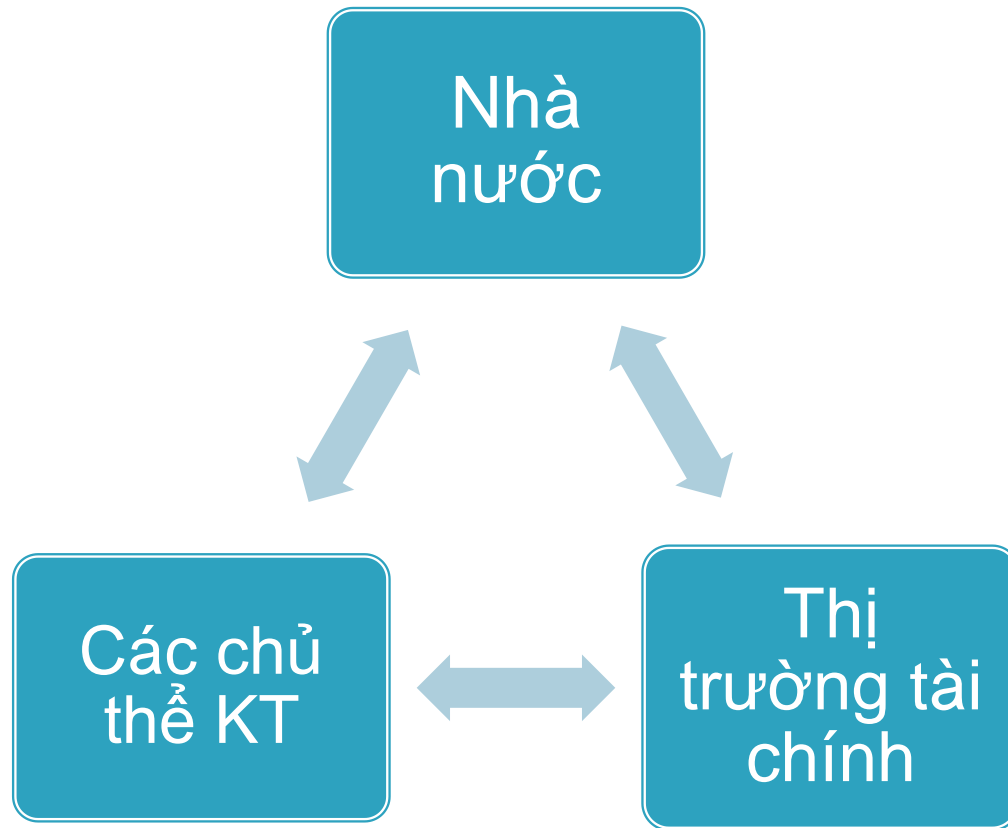 Nhà
nước
Các chủ
thể KT
Thị
trường tài
chính